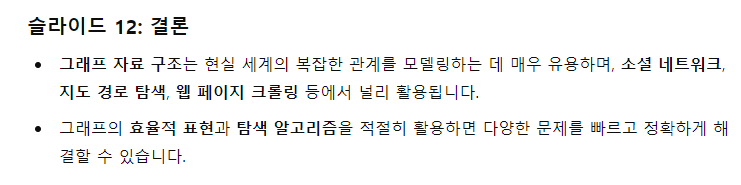 슬라이드 12: 결론
• 그래프 자료 구조는 현실 세계의 복잡한 관계를 모델링하는 데 매우 유용하며, 소셜 네트워크,
지도 경로 탐색, 웹 페이지 크롤링 등에서 널리 활용됩니다.
• 그래프의 효율적 표현과 탐색 알고리즘을 적절히 활용하면 다양한 문제를 빠르고 정확하게 해
결할 수 있습니다.